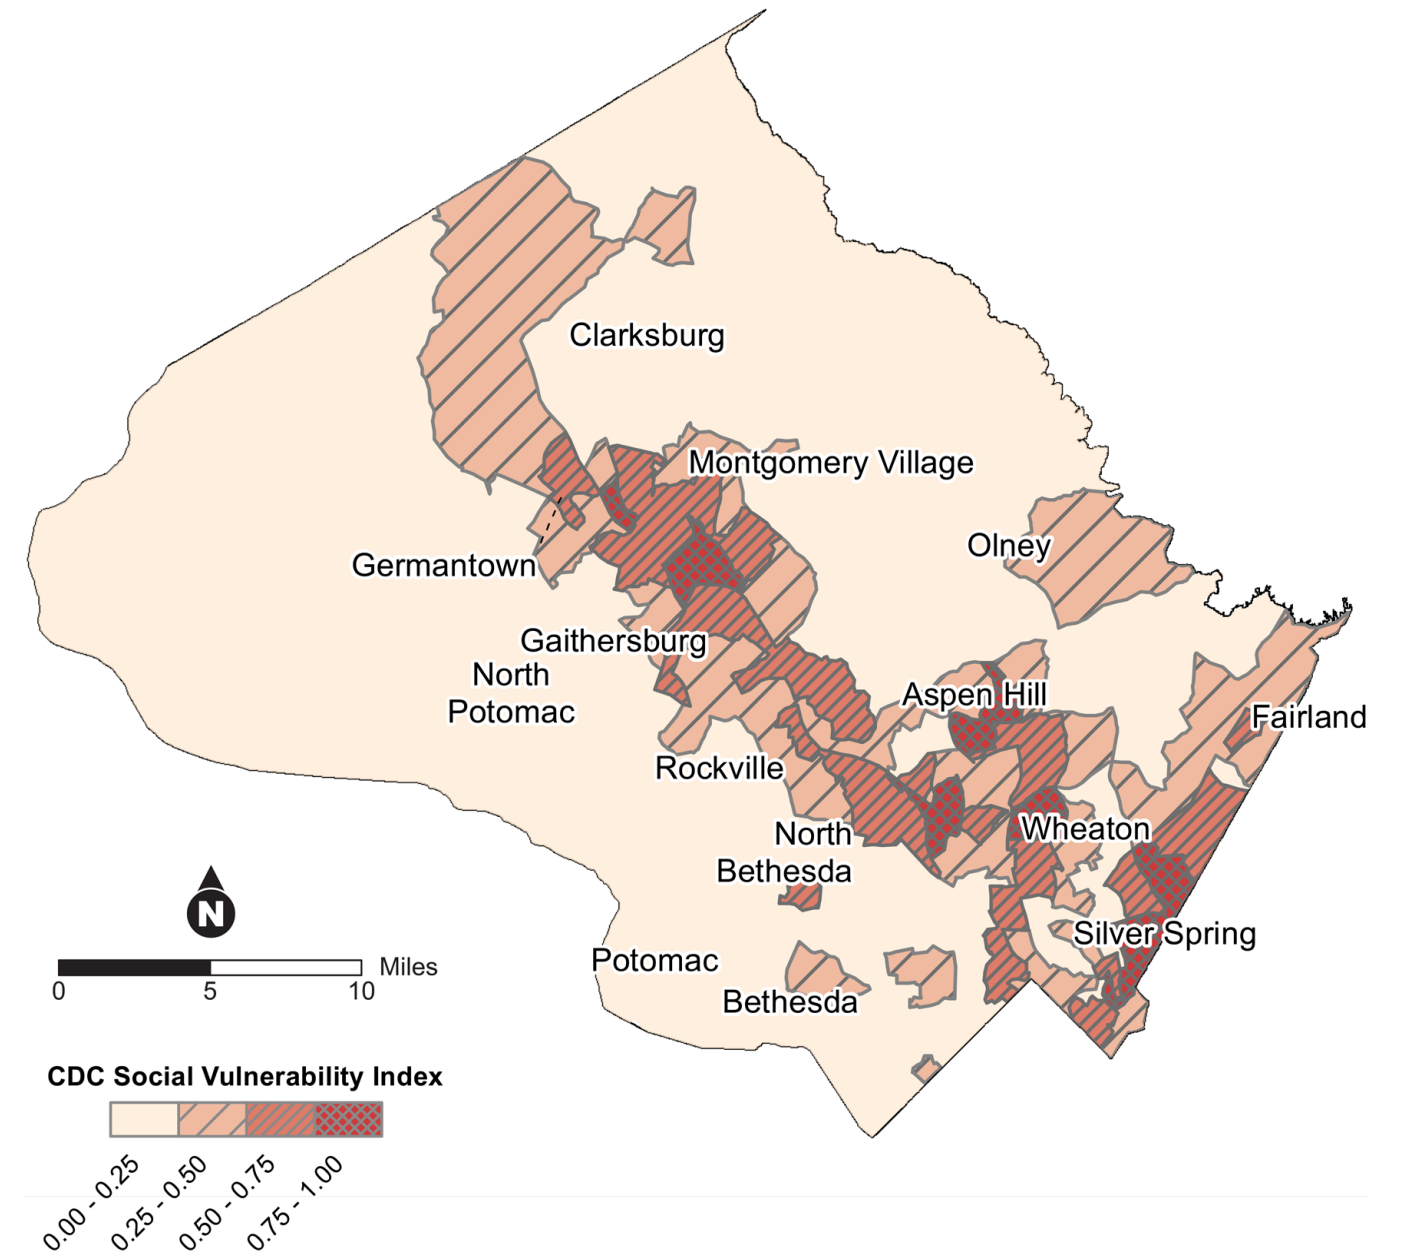 Clarksburg
Montgomery Village
Olney
Germantown
Gaithersburg
North
Potomac
Aspen Hill
Fairland
Rockville
North
Bethesda
Wheaton
Silver Spring
Potomac
Bethesda
N
Miles
0 5 10
CDC Social Vulnerability Index
0.00 - 0.25
0.25 - 0.50
0.50 - 0.75
0.75 - 1.00